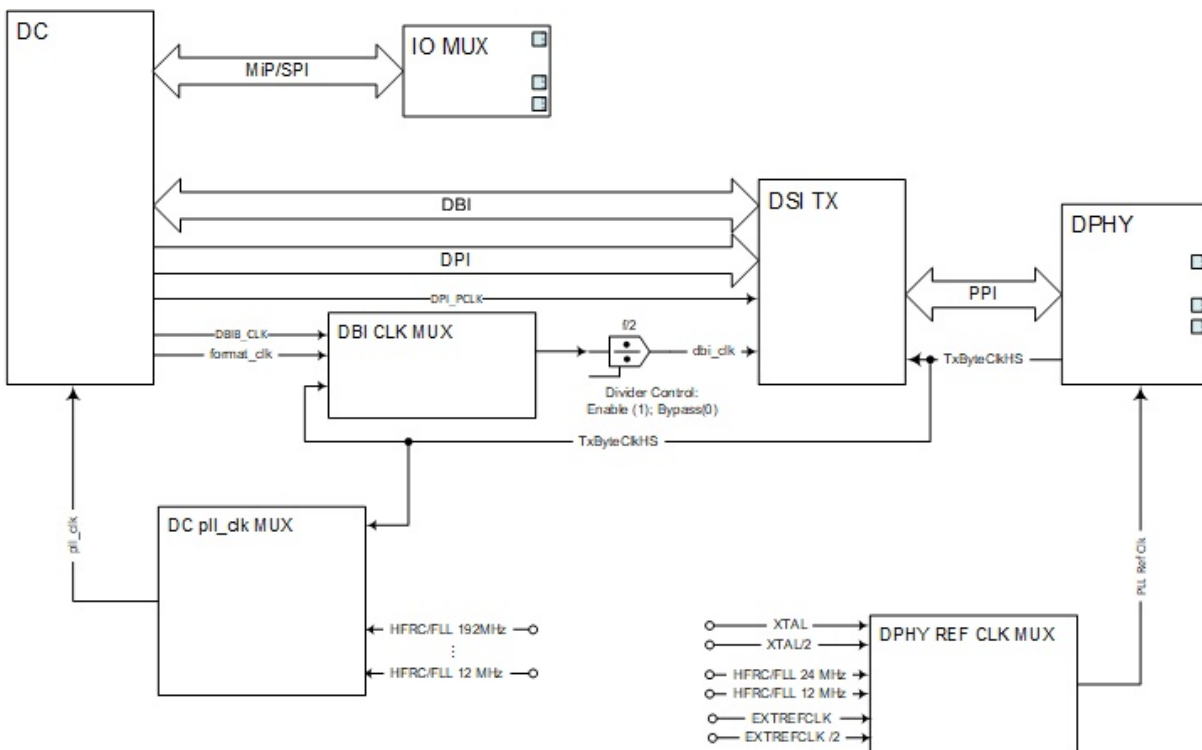 DC
IO MUX
MiP/SPI
DSI TX
DBI
DPHY
DPI
PPI
DPI_PCLK
DBIB_CLK
DBI CLK MUX
f/2
format_clk
dbi_clk
TxByteClkHS
Divider Control:
Enable (1); Bypass(0)
TxByteClkHS
DC pll_clk MUX
pll_clk
PLL Ref Clk
HFRC/FLL 192MHz
HFRC/FLL 12 MHz
XTAL
DPHY REF CLK MUX
XTAL/2
HFRC/FLL 24 MHz
HFRC/FLL 12 MHz
EXTREFCLK
EXTREFCLK /2